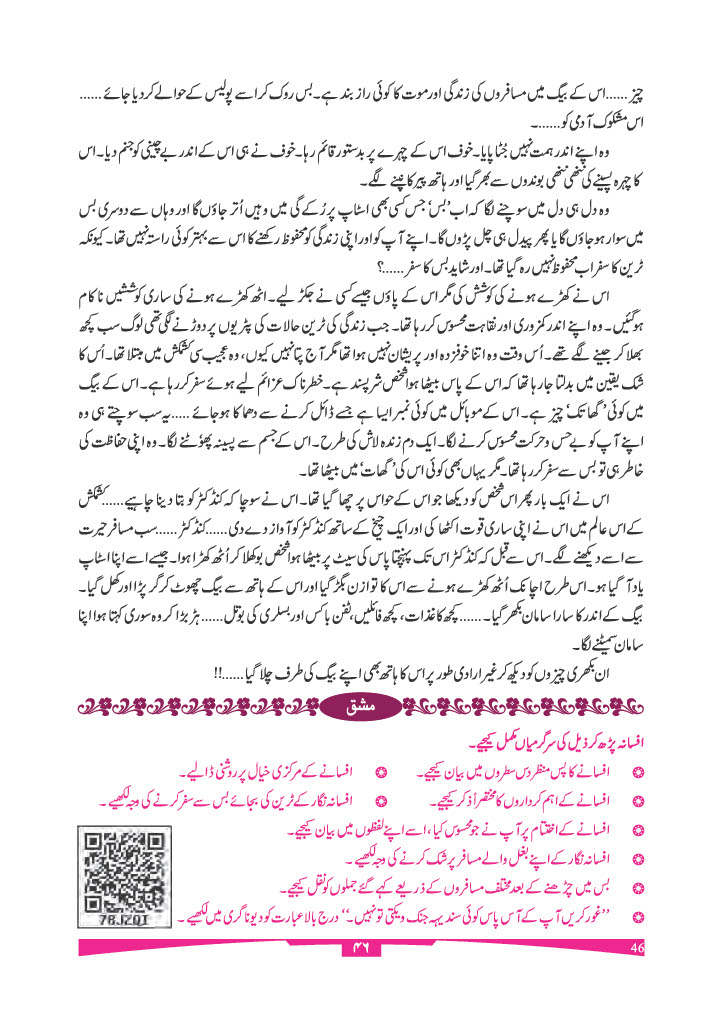 چیز ......اس کے بیگ میں مسافروں کی زندگی اور موت کا کوئی راز بند ہے۔ بس روک کر اسے پولیس کے حوالے کر دیا جائے ......
اس مشکوک آدمی کو.......۔
وہ اپنے اندر ہمت نہیں جُٹا پایا۔ خوف اس کے چہرے پر بدستور قائم رہا۔ خوف نے ہی اس کے اندر بے چینی کو جنم دیا۔ اس
کا چہرہ پسینے کی ننھی ننھی بوندوں سے بھر گیا اور ہاتھ پیر کانپنے لگے۔
وہ دل ہی دل میں سوچنے لگا کہ اب ’بس‘ جس کسی بھی اسٹاپ پر رُکے گی میں وہیں اُتر جاؤں گا اور وہاں سے دوسری بس
میں سوار ہو جاؤں گا یا پھر پیدل ہی چل پڑوں گا۔ اپنے آپ کو اور اپنی زندگی کو محفوظ رکھنے کا اس سے بہتر کوئی راستہ نہیں تھا۔ کیونکہ
ٹرین کا سفر اب محفوظ نہیں رہ گیا تھا۔ اور شاید بس کا سفر......؟
اس نے کھڑے ہونے کی کوشش کی مگر اس کے پاؤں جیسے کسی نے جکڑ لیے۔ اٹھ کھڑے ہونے کی ساری کوششیں ناکام
ہو گئیں۔ وہ اپنے اندر کمزوری اور نقاہت محسوس کر رہا تھا۔ جب زندگی کی ٹرین حالات کی پٹریوں پر دوڑنے لگی تھی لوگ سب کچھ
بھلا کر جینے لگے تھے۔ اُس وقت وہ اتنا خوفزدہ اور پریشان نہیں ہوا تھا مگر آج پتا نہیں کیوں، وہ عجیب سی کشمکش میں مبتلا تھا۔ اُس کا
شک یقین میں بدلتا جا رہا تھا کہ اس کے پاس بیٹھا ہوا شخص شرپسند ہے۔ خطرناک عزائم لیے ہوئے سفر کر رہا ہے۔ اس کے بیگ
میں کوئی ’گھاتک‘ چیز ہے۔ اس کے موبائل میں کوئی نمبر ایسا ہے جسے ڈائل کرنے سے دھماکا ہو جائے .....یہ سب سوچتے ہی وہ
اپنے آپ کو بے حس و حرکت محسوس کرنے لگا۔ ایک دم زندہ لاش کی طرح۔ اس کے جسم سے پسینہ پھوٗٹنے لگا۔ وہ اپنی حفاظت کی
خاطر ہی تو بس سے سفر کر رہا تھا۔ مگر یہاں بھی کوئی اس کی ’گھات‘ میں بیٹھا تھا۔
اس نے ایک بار پھر اس شخص کو دیکھا جو اس کے حواس پر چھا گیا تھا۔ اس نے سوچا کہ کنڈکٹر کو بتا دینا چاہیے......کشمکش
کے اس عالم میں اس نے اپنی ساری قوت اکٹھا کی اور ایک چیخ کے ساتھ کنڈکٹر کو آواز دے دی......کنڈکٹر......سب مسافر حیرت
سے اسے دیکھنے لگے۔ اس سے قبل کہ کنڈکٹر اس تک پہنچتا پاس کی سیٹ پر بیٹھا ہوا شخص بوکھلا کر اُٹھ کھڑا ہوا۔ جیسے اسے اپنا اسٹاپ
یاد آ گیا ہو۔ اس طرح اچانک اُٹھ کھڑے ہونے سے اس کا توازن بگڑ گیا اور اس کے ہاتھ سے بیگ چھوٹ کر گر پڑا اور کھل گیا۔
بیگ کے اندر کا سارا سامان بکھر گیا۔ ......کچھ کاغذات، کچھ فائلیں، ٹفن باکس اور بسلری کی بوتل......ہڑبڑا کر وہ سوری کہتا ہوا اپنا
سامان سمیٹنے لگا۔
ان بکھری چیزوں کو دیکھ کر غیر ارادی طور پر اس کا ہاتھ بھی اپنے بیگ کی طرف چلا گیا......!!
مشق
افسانہ پڑھ کر ذیل کی سرگرمیاں مکمل کیجیے۔
افسانے کا پس منظر دس سطروں میں بیان کیجیے۔ افسانے کے مرکزی خیال پر روشنی ڈالیے۔
افسانے کے اہم کرداروں کا مختصراً ذکر کیجیے۔ افسانہ نگار کے ٹرین کی بجائے بس سے سفر کرنے کی وجہ لکھیے۔
افسانے کے اختتام پر آپ نے جو محسوس کیا، اسے اپنے لفظوں میں بیان کیجیے۔
افسانہ نگار کے اپنے بغل والے مسافر پر شک کرنے کی وجہ لکھیے۔
بس میں چڑھنے کے بعد مختلف مسافروں کے ذریعے کہے گئے جملوں کو نقل کیجیے۔
’’غور کریں آپ کے آس پاس کوئی سندیہہ جنک ویکتی تو نہیں۔‘‘ درج بالا عبارت کو دیوناگری میں لکھیے۔
7BJZQI
۴۶
46